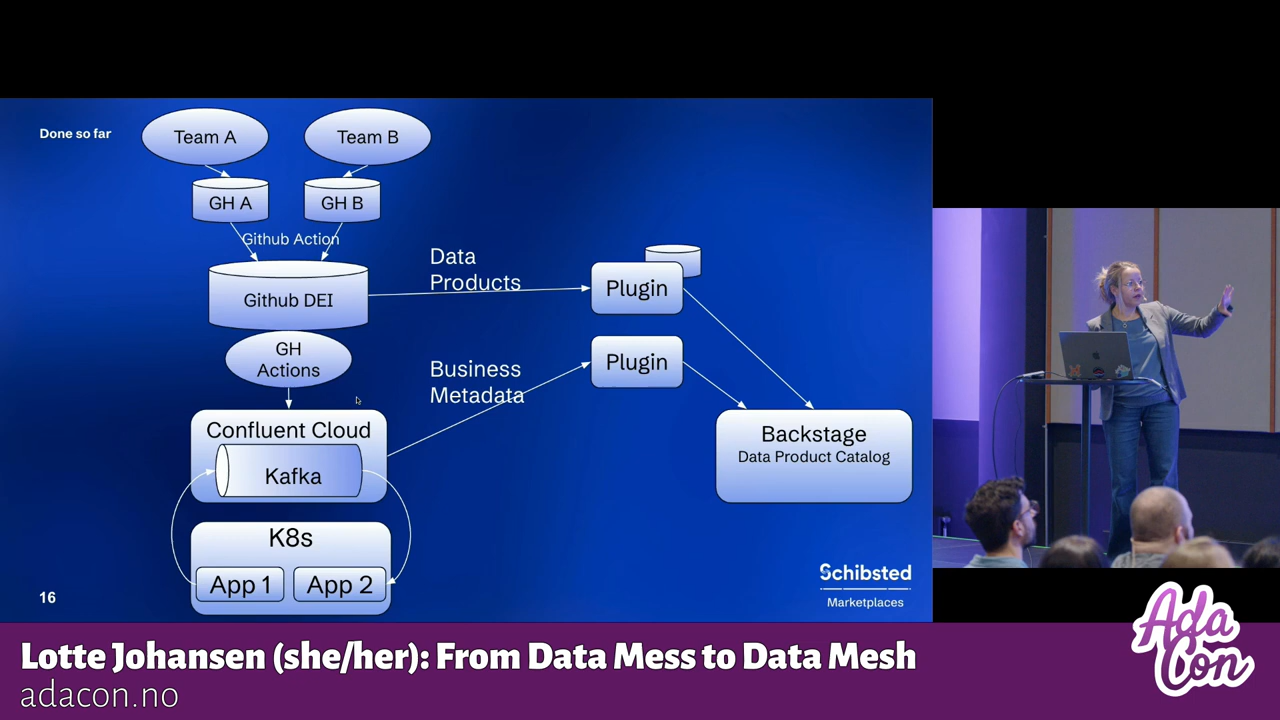 Done so far
Team A
Team B
GH A
GH B
Github Action
Github DEI
Data
Products
Plugin
GH
Actions
Business
Metadata
Plugin
Confluent Cloud
Kafka
Backstage
Data Product Catalog
K8s
App 1
App 2
16
Schibsted
Marketplaces
Lotte Johansen (she/her): From Data Mess to Data Mesh
adacon.no
Ada
Con